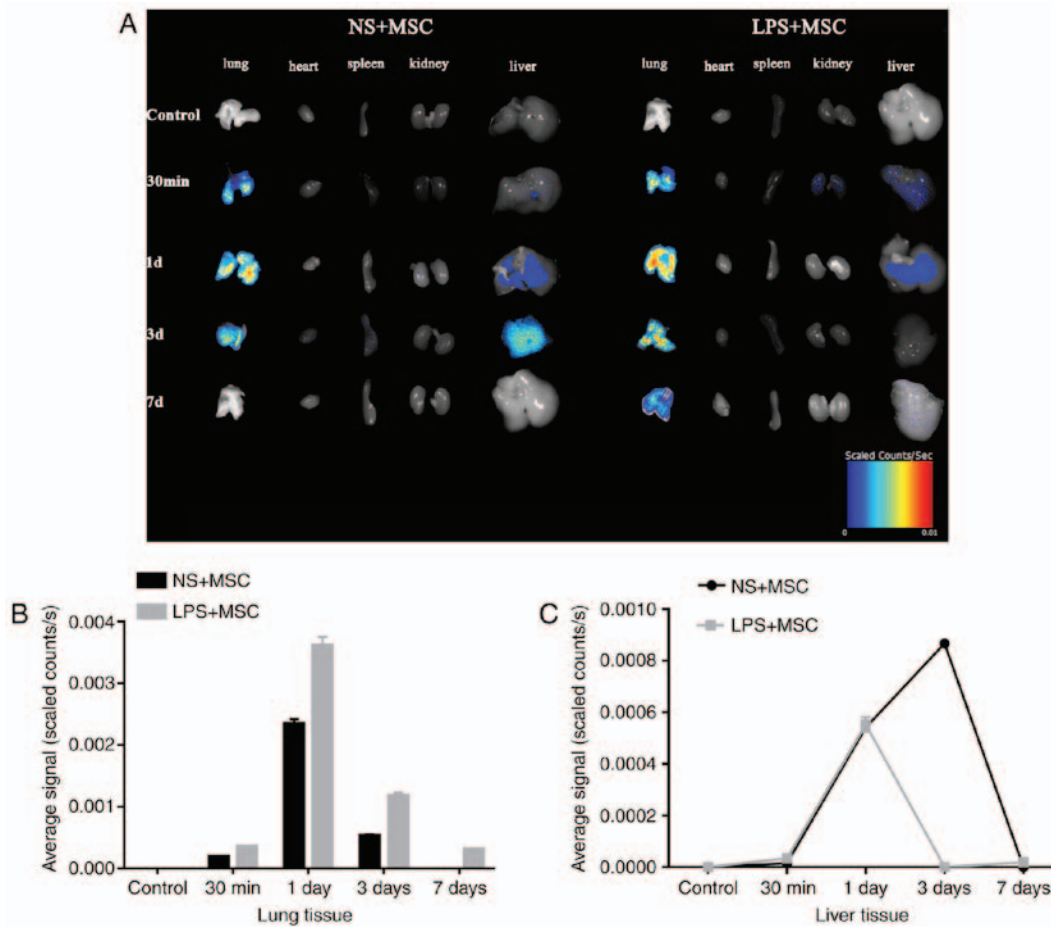 A
NS+MSC
LPS+MSC
lung heart spleen kidney liver
lung heart spleen kidney liver
Control
30min
1d
3d
7d
Scaled Counts/Sec
0 0.01
B
NS+MSC
LPS+MSC
Average signal (scaled counts/s)
0.004
0.003
0.002
0.001
0.000
Control 30 min 1 day 3 days 7 days
Lung tissue
C
NS+MSC
LPS+MSC
Average signal (scaled counts/s)
0.0010
0.0008
0.0006
0.0004
0.0002
0.0000
Control 30 min 1 day 3 days 7 days
Liver tissue